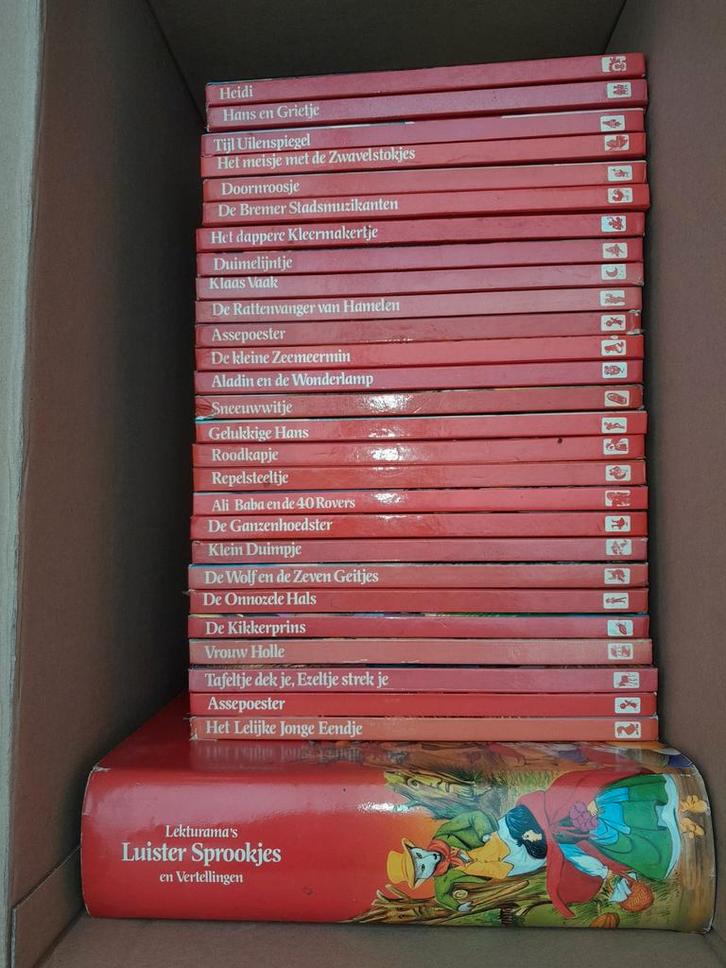 Heidi
Hans en Grietje
Tijl Uilenspiegel
Het meisje met de Zwavelstokjes
Doornroosje
De Bremer Stadsmuzikanten
Het dappere Kleermakertje
Duimelijntje
Klaas Vaak
De Rattenvanger van Hamelen
Assepoester
De kleine Zeemeermin
Aladin en de Wonderlamp
Sneeuwwitje
Gelukkige Hans
Roodkapje
Repelsteeltje
Ali Baba en de 40 Rovers
De Ganzenhoedster
Klein Duimpje
De Wolf en de Zeven Geitjes
De Onnozele Hals
De Kikkerprins
Vrouw Holle
Tafeltje dek je, Ezeltje strek je
Assepoester
Het Lelijke Jonge Eendje
Lekturama's
Luister Sprookjes
en Vertellingen